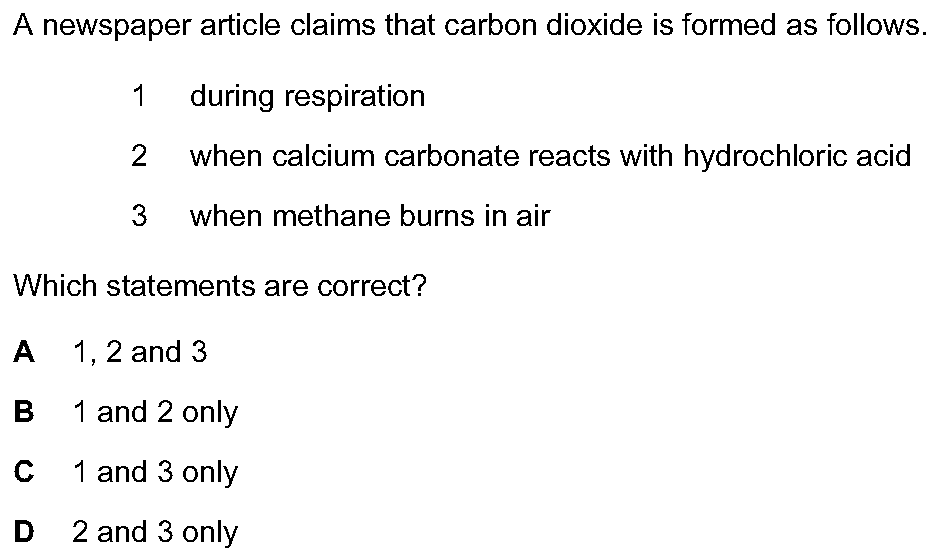 A newspaper article claims that carbon dioxide is formed as follows.
1 during respiration
2 when calcium carbonate reacts with hydrochloric acid
3 when methane burns in air
Which statements are correct?
A 1, 2 and 3
B 1 and 2 only
C 1 and 3 only
D 2 and 3 only